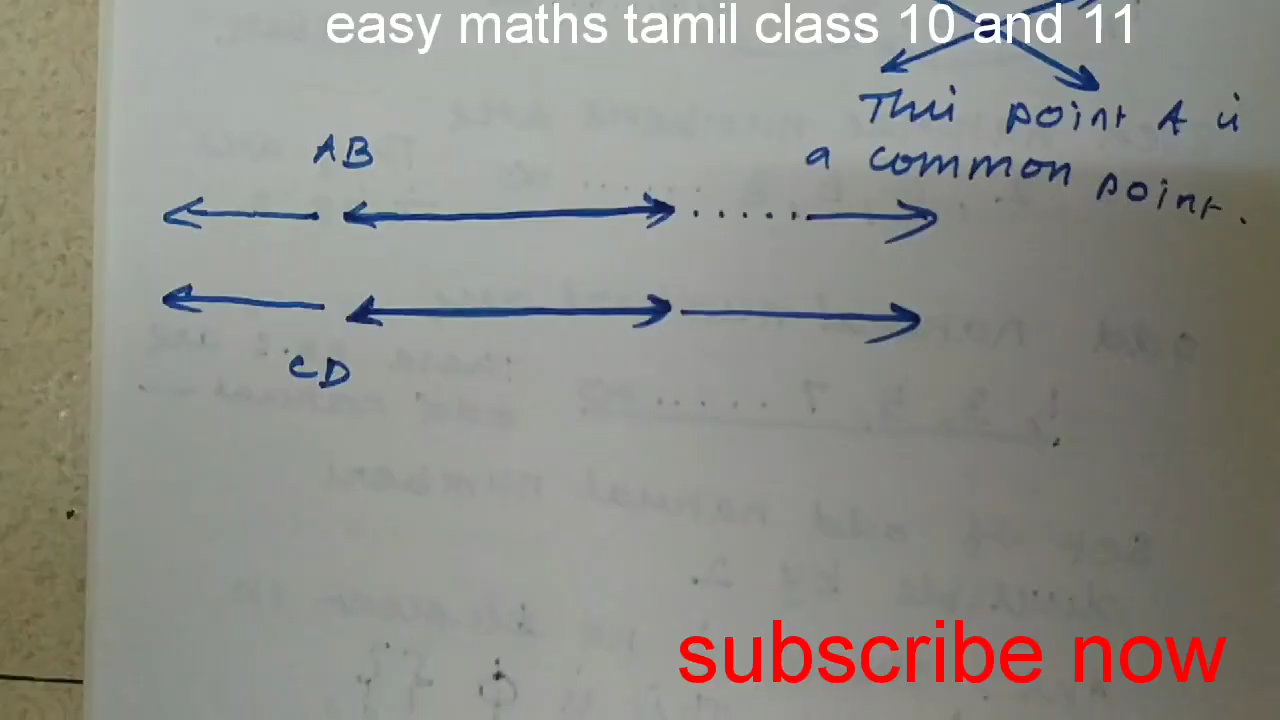 easy maths tamil class 10 and 11
This point A is
a common point.
AB
CD
subscribe now